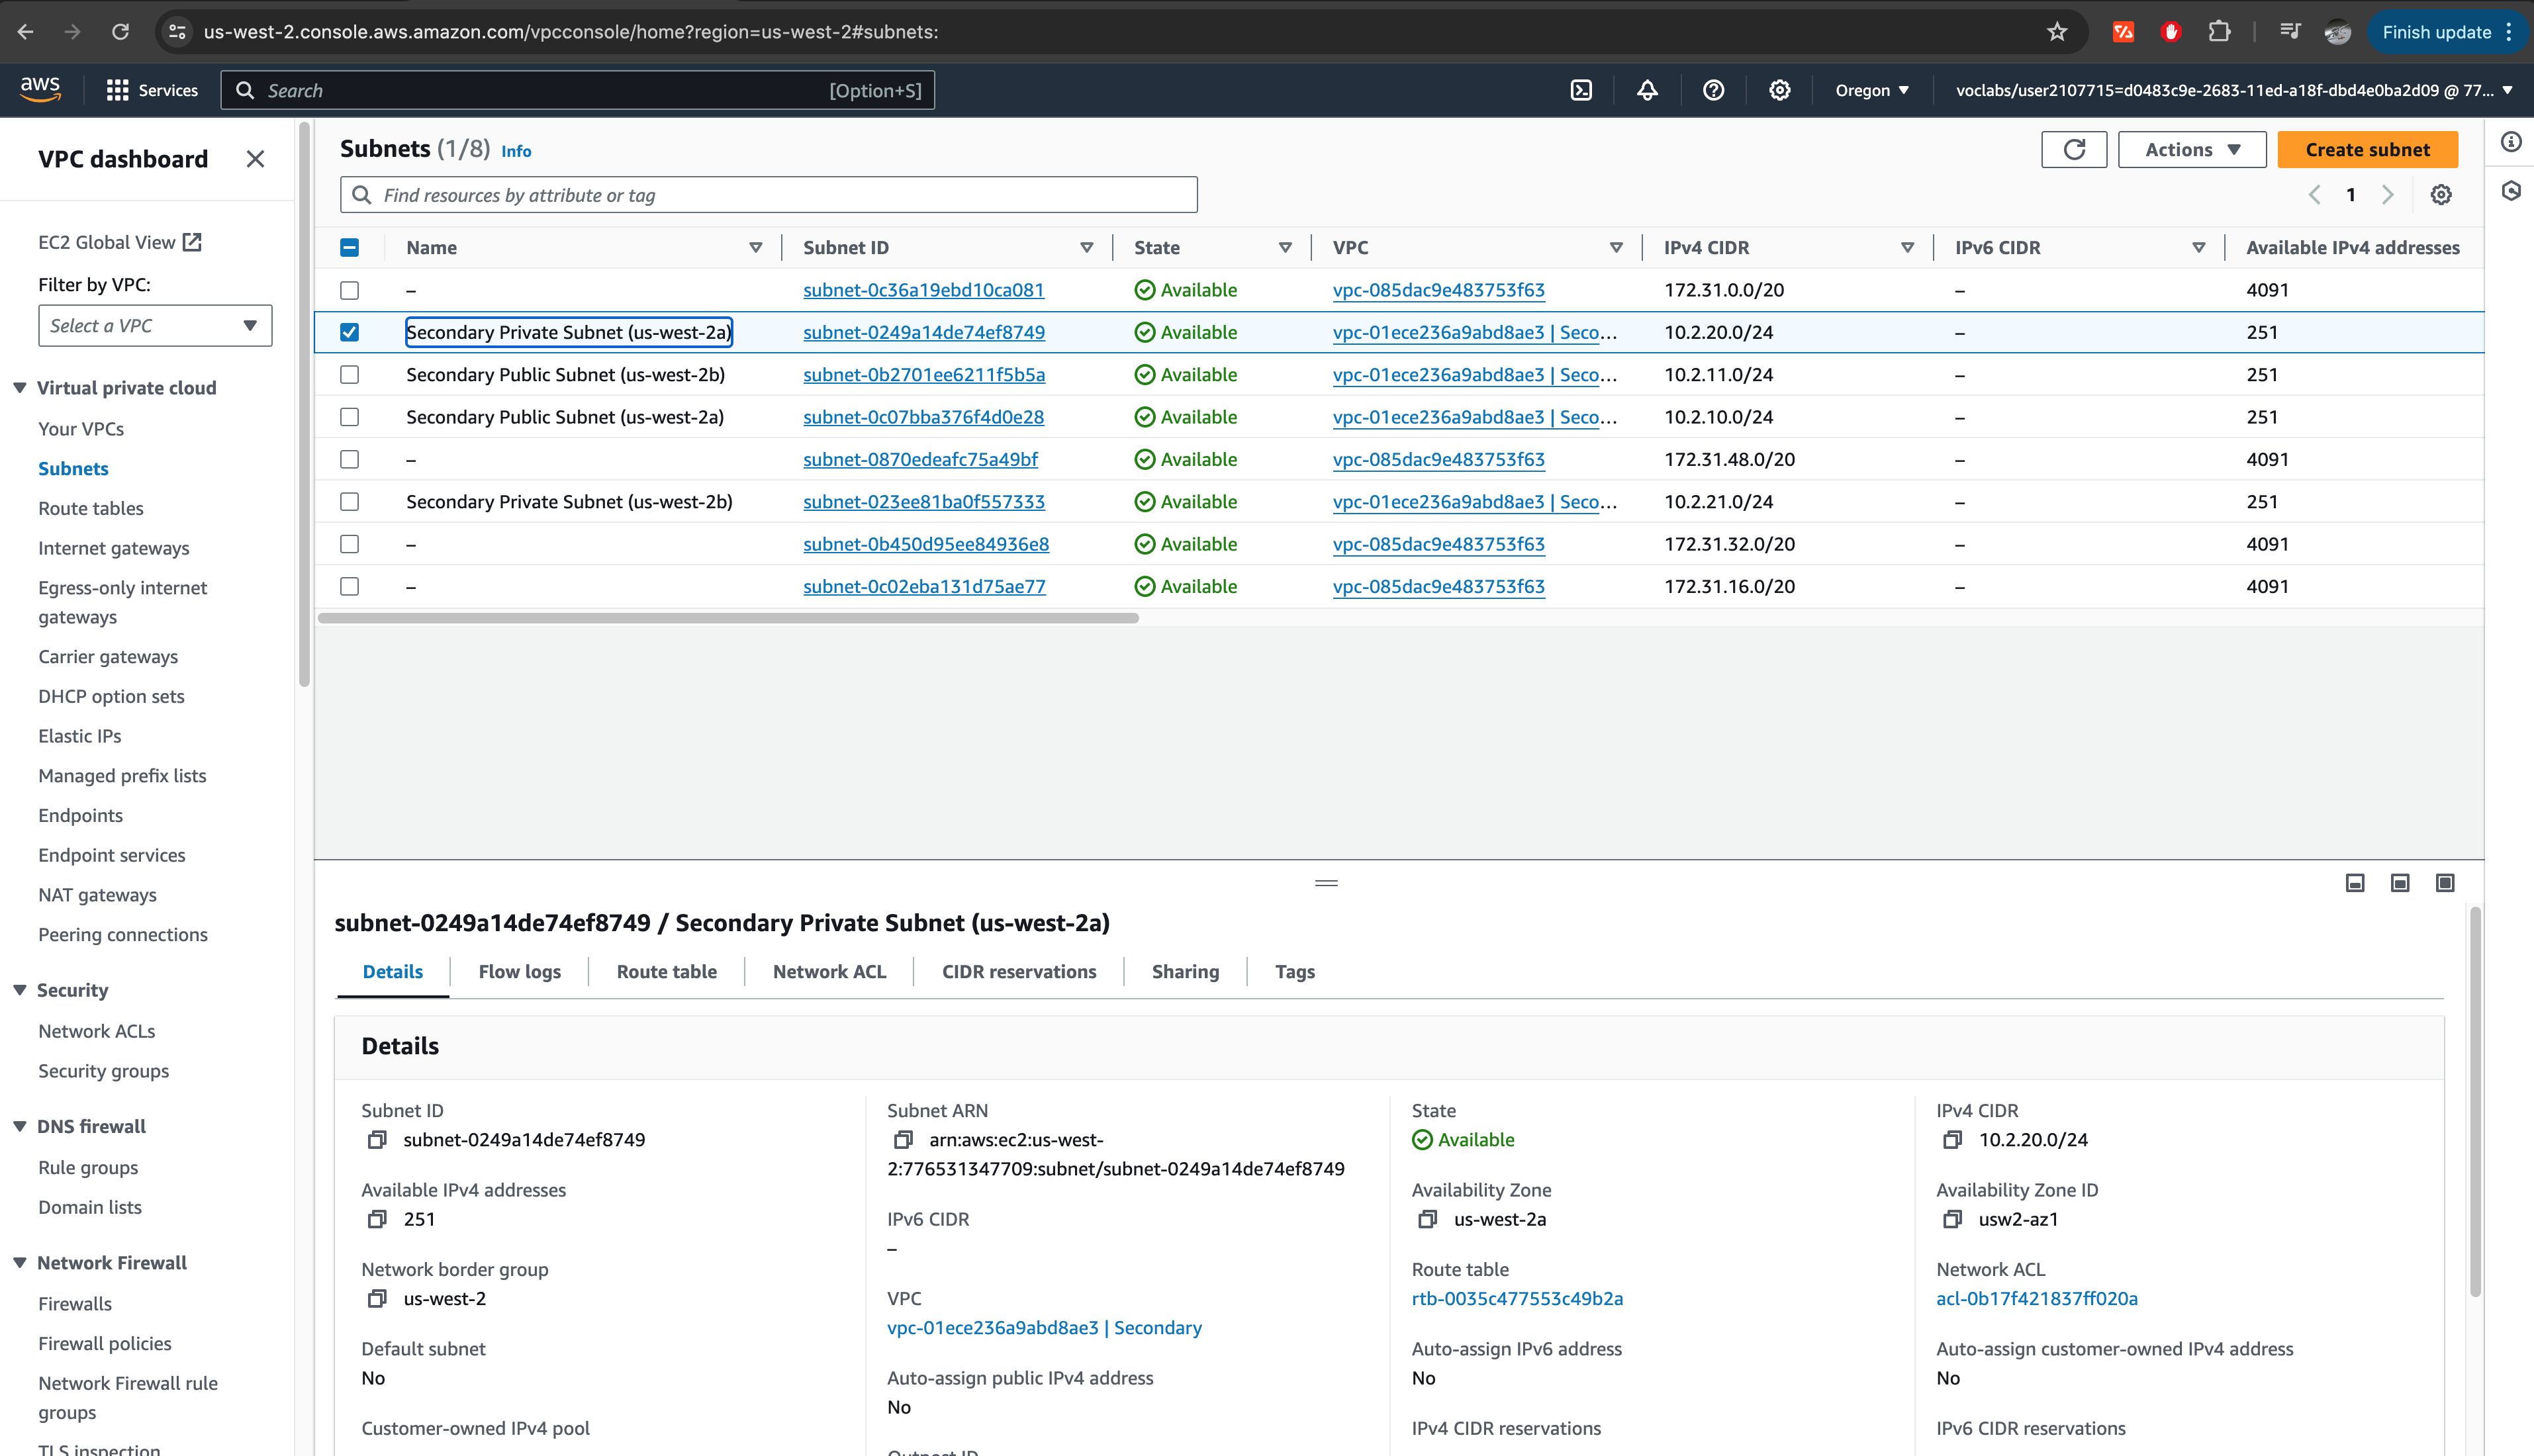 us-west-2.console.aws.amazon.com/vpcconsole/home?region=us-west-2#subnets:
Finish update
aws
Services
Search
[Option+S]
Oregon
voclabs/user2107715=d0483c9e-2683-11ed-a18f-dbd4e0ba2d09 @ 77...
VPC dashboard
EC2 Global View
Filter by VPC:
Select a VPC
Virtual private cloud
Your VPCs
Subnets
Route tables
Internet gateways
Egress-only internet
gateways
Carrier gateways
DHCP option sets
Elastic IPs
Managed prefix lists
Endpoints
Endpoint services
NAT gateways
Peering connections
Security
Network ACLs
Security groups
DNS firewall
Rule groups
Domain lists
Network Firewall
Firewalls
Firewall policies
Network Firewall rule
groups
TLS inspection
Subnets (1/8) Info
Actions
Create subnet
Find resources by attribute or tag
1
Name Subnet ID State VPC IPv4 CIDR IPv6 CIDR Available IPv4 addresses
– subnet-0c36a19ebd10ca081 Available vpc-085dac9e483753f63 172.31.0.0/20 – 4091
Secondary Private Subnet (us-west-2a) subnet-0249a14de74ef8749 Available vpc-01ece236a9abd8ae3 | Seco... 10.2.20.0/24 – 251
Secondary Public Subnet (us-west-2b) subnet-0b2701ee6211f5b5a Available vpc-01ece236a9abd8ae3 | Seco... 10.2.11.0/24 – 251
Secondary Public Subnet (us-west-2a) subnet-0c07bba376f4d0e28 Available vpc-01ece236a9abd8ae3 | Seco... 10.2.10.0/24 – 251
– subnet-0870edeafc75a49bf Available vpc-085dac9e483753f63 172.31.48.0/20 – 4091
Secondary Private Subnet (us-west-2b) subnet-023ee81ba0f557333 Available vpc-01ece236a9abd8ae3 | Seco... 10.2.21.0/24 – 251
– subnet-0b450d95ee84936e8 Available vpc-085dac9e483753f63 172.31.32.0/20 – 4091
– subnet-0c02eba131d75ae77 Available vpc-085dac9e483753f63 172.31.16.0/20 – 4091
subnet-0249a14de74ef8749 / Secondary Private Subnet (us-west-2a)
Details Flow logs Route table Network ACL CIDR reservations Sharing Tags
Details
Subnet ID
subnet-0249a14de74ef8749
Available IPv4 addresses
251
Network border group
us-west-2
Default subnet
No
Customer-owned IPv4 pool
Subnet ARN
arn:aws:ec2:us-west-
2:776531347709:subnet/subnet-0249a14de74ef8749
IPv6 CIDR
–
VPC
vpc-01ece236a9abd8ae3 | Secondary
Auto-assign public IPv4 address
No
Outpost ID
State
Available
Availability Zone
us-west-2a
Route table
rtb-0035c477553c49b2a
Auto-assign IPv6 address
No
IPv4 CIDR reservations
IPv4 CIDR
10.2.20.0/24
Availability Zone ID
usw2-az1
Network ACL
acl-0b17f421837ff020a
Auto-assign customer-owned IPv4 address
No
IPv6 CIDR reservations